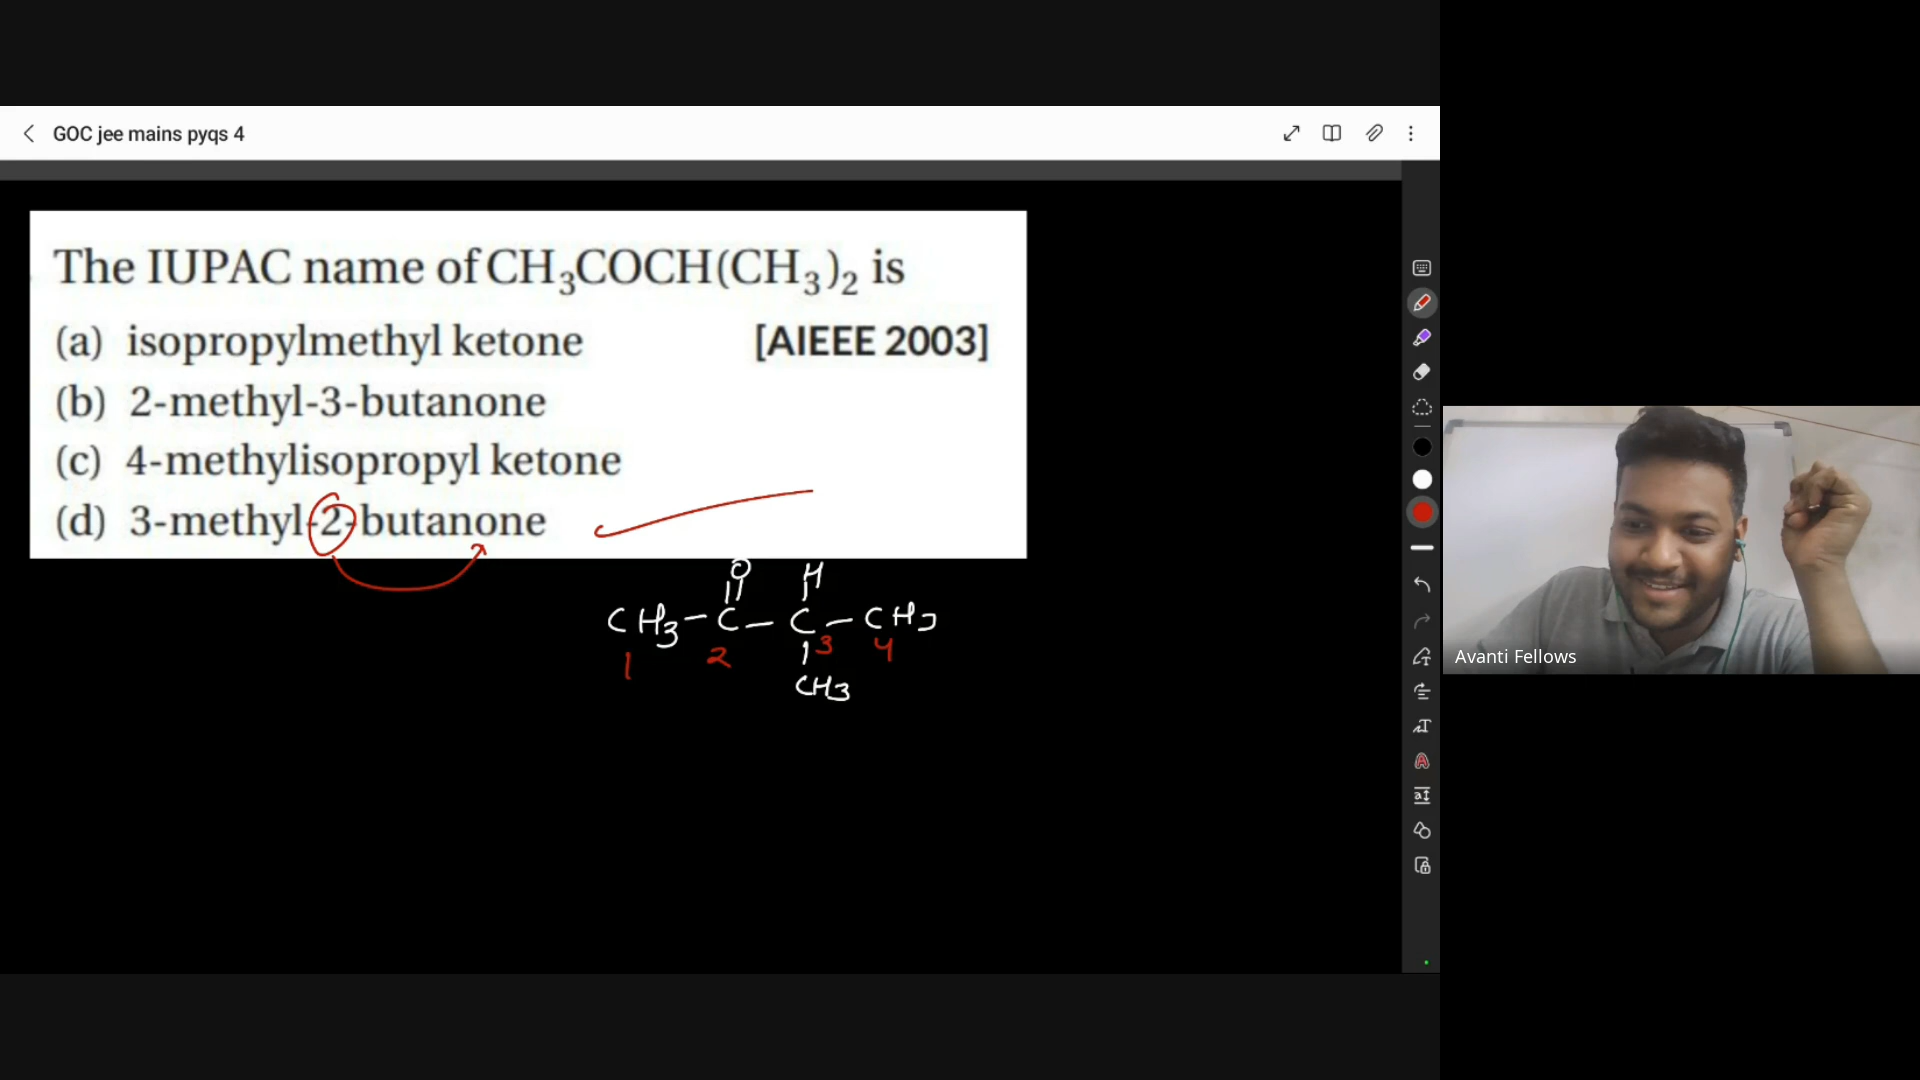 GOC jee mains pyqs 4
The IUPAC name of CH₃COCH(CH₃)₂ is
(a) isopropylmethyl ketone [AIEEE 2003]
(b) 2-methyl-3-butanone
(c) 4-methylisopropyl ketone
(d) 3-methyl-2-butanone
O H
CH3-C-C-CH3
1 2 3 4
CH3
Avanti Fellows